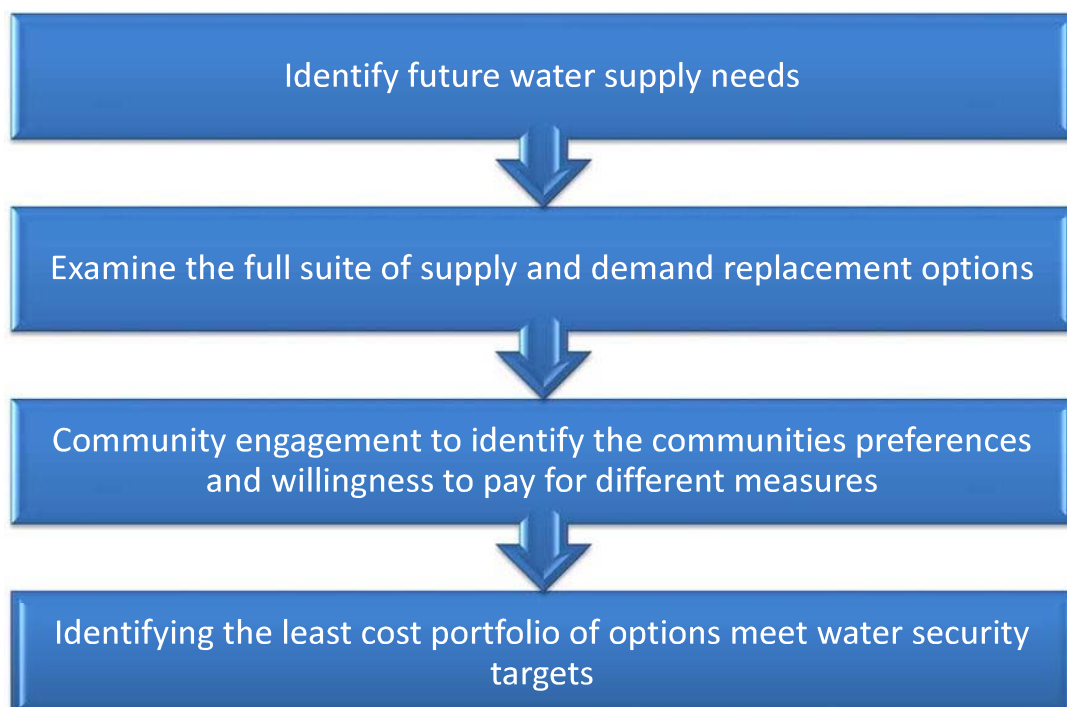 Identify future water supply needs
Examine the full suite of supply and demand replacement options
Community engagement to identify the communities preferences
and willingness to pay for different measures
Identifying the least cost portfolio of options meet water security
targets